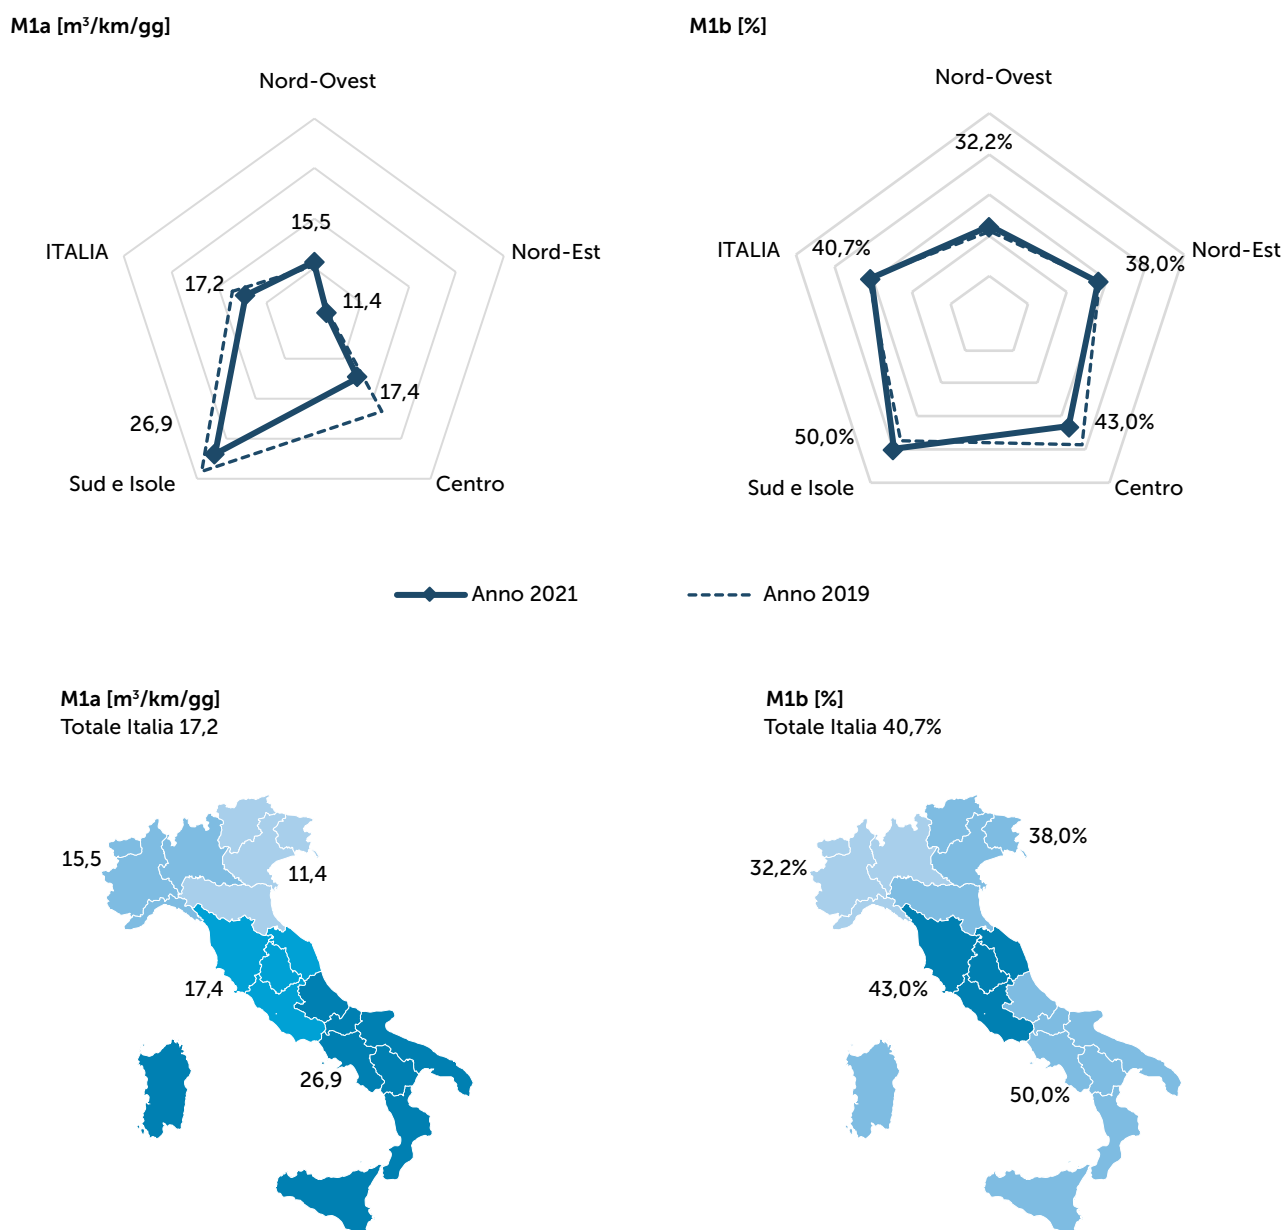 M1a [m³/km/gg]
Nord-Ovest
15,5
ITALIA
Nord-Est
17,2
11,4
17,4
26,9
Sud e Isole
Centro
M1b [%]
Nord-Ovest
32,2%
ITALIA
40,7%
Nord-Est
38,0%
50,0%
43,0%
Sud e Isole
Centro
Anno 2021
Anno 2019
M1a [m³/km/gg]
Totale Italia 17,2
15,5
11,4
17,4
26,9
M1b [%]
Totale Italia 40,7%
38,0%
32,2%
43,0%
50,0%